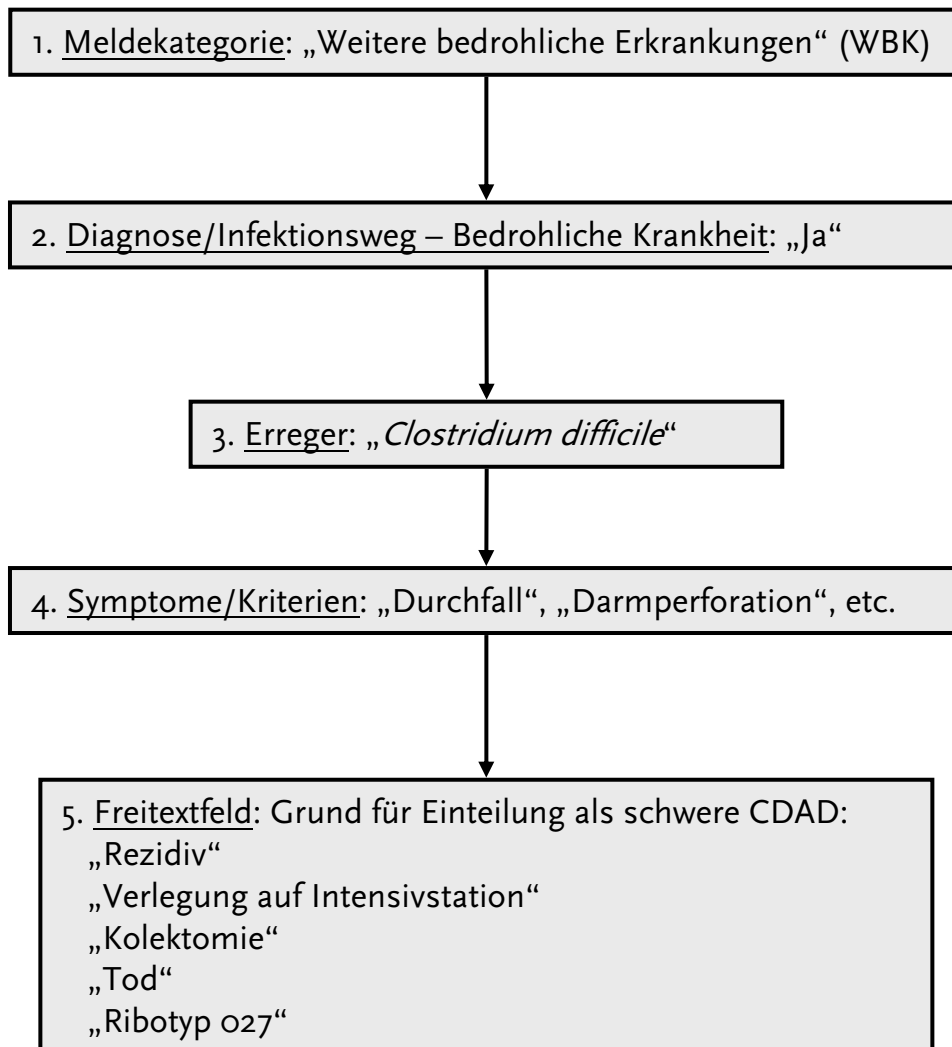 1. Meldekategorie: „Weitere bedrohliche Erkrankungen“ (WBK)
2. Diagnose/Infektionsweg – Bedrohliche Krankheit: „Ja“
3. Erreger: „Clostridium difficile“
4. Symptome/Kriterien: „Durchfall“, „Darmperforation“, etc.
5. Freitextfeld: Grund für Einteilung als schwere CDAD:
„Rezidiv“
„Verlegung auf Intensivstation“
„Kolektomie“
„Tod“
„Ribotyp 027“